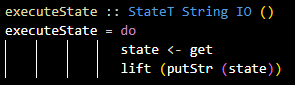 executeState :: StateT String IO ()
executeState = do
state <- get
lift (putStr (state))